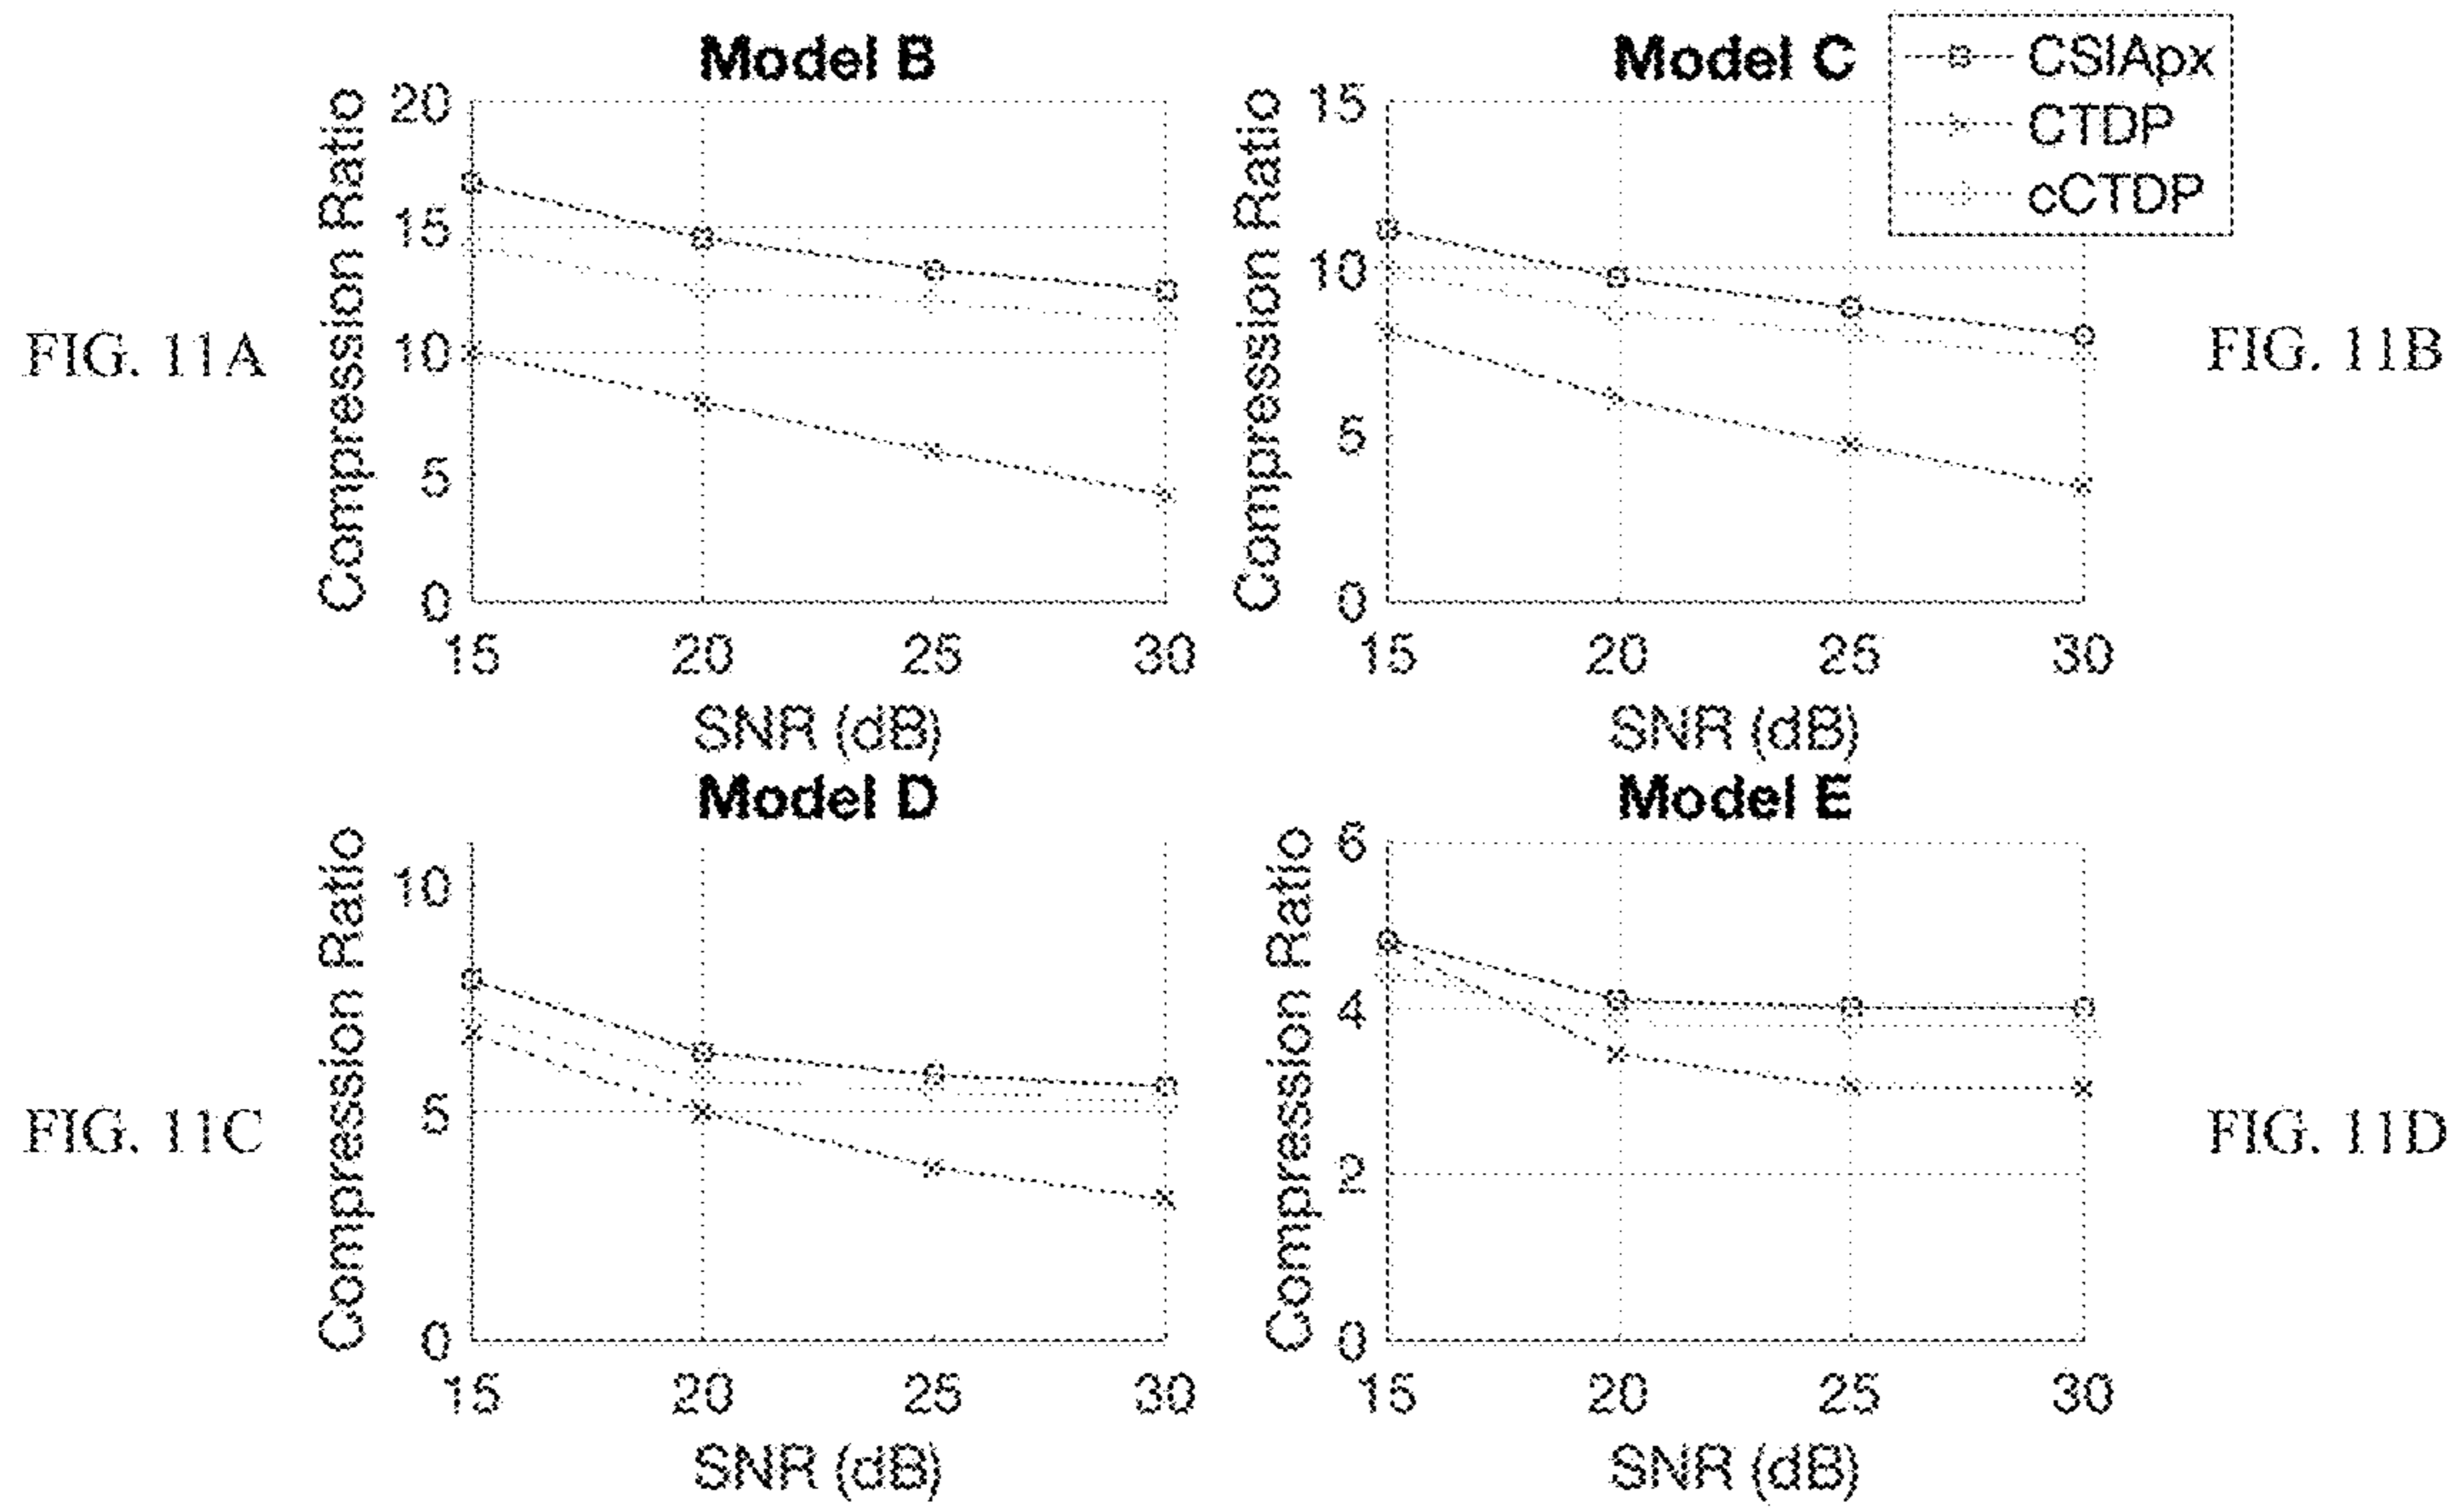 Model B
Compression Ratio
20
15
10
5
0
15 20 25 30
SNR (dB)
FIG. 11A
Model C
Compression Ratio
15
10
5
0
15 20 25 30
SNR (dB)
CSIApx
CTDP
cCTDP
FIG. 11B
Model D
Compression Ratio
10
5
0
15 20 25 30
SNR (dB)
FIG. 11C
Model E
Compression Ratio
6
4
2
0
15 20 25 30
SNR (dB)
FIG. 11D